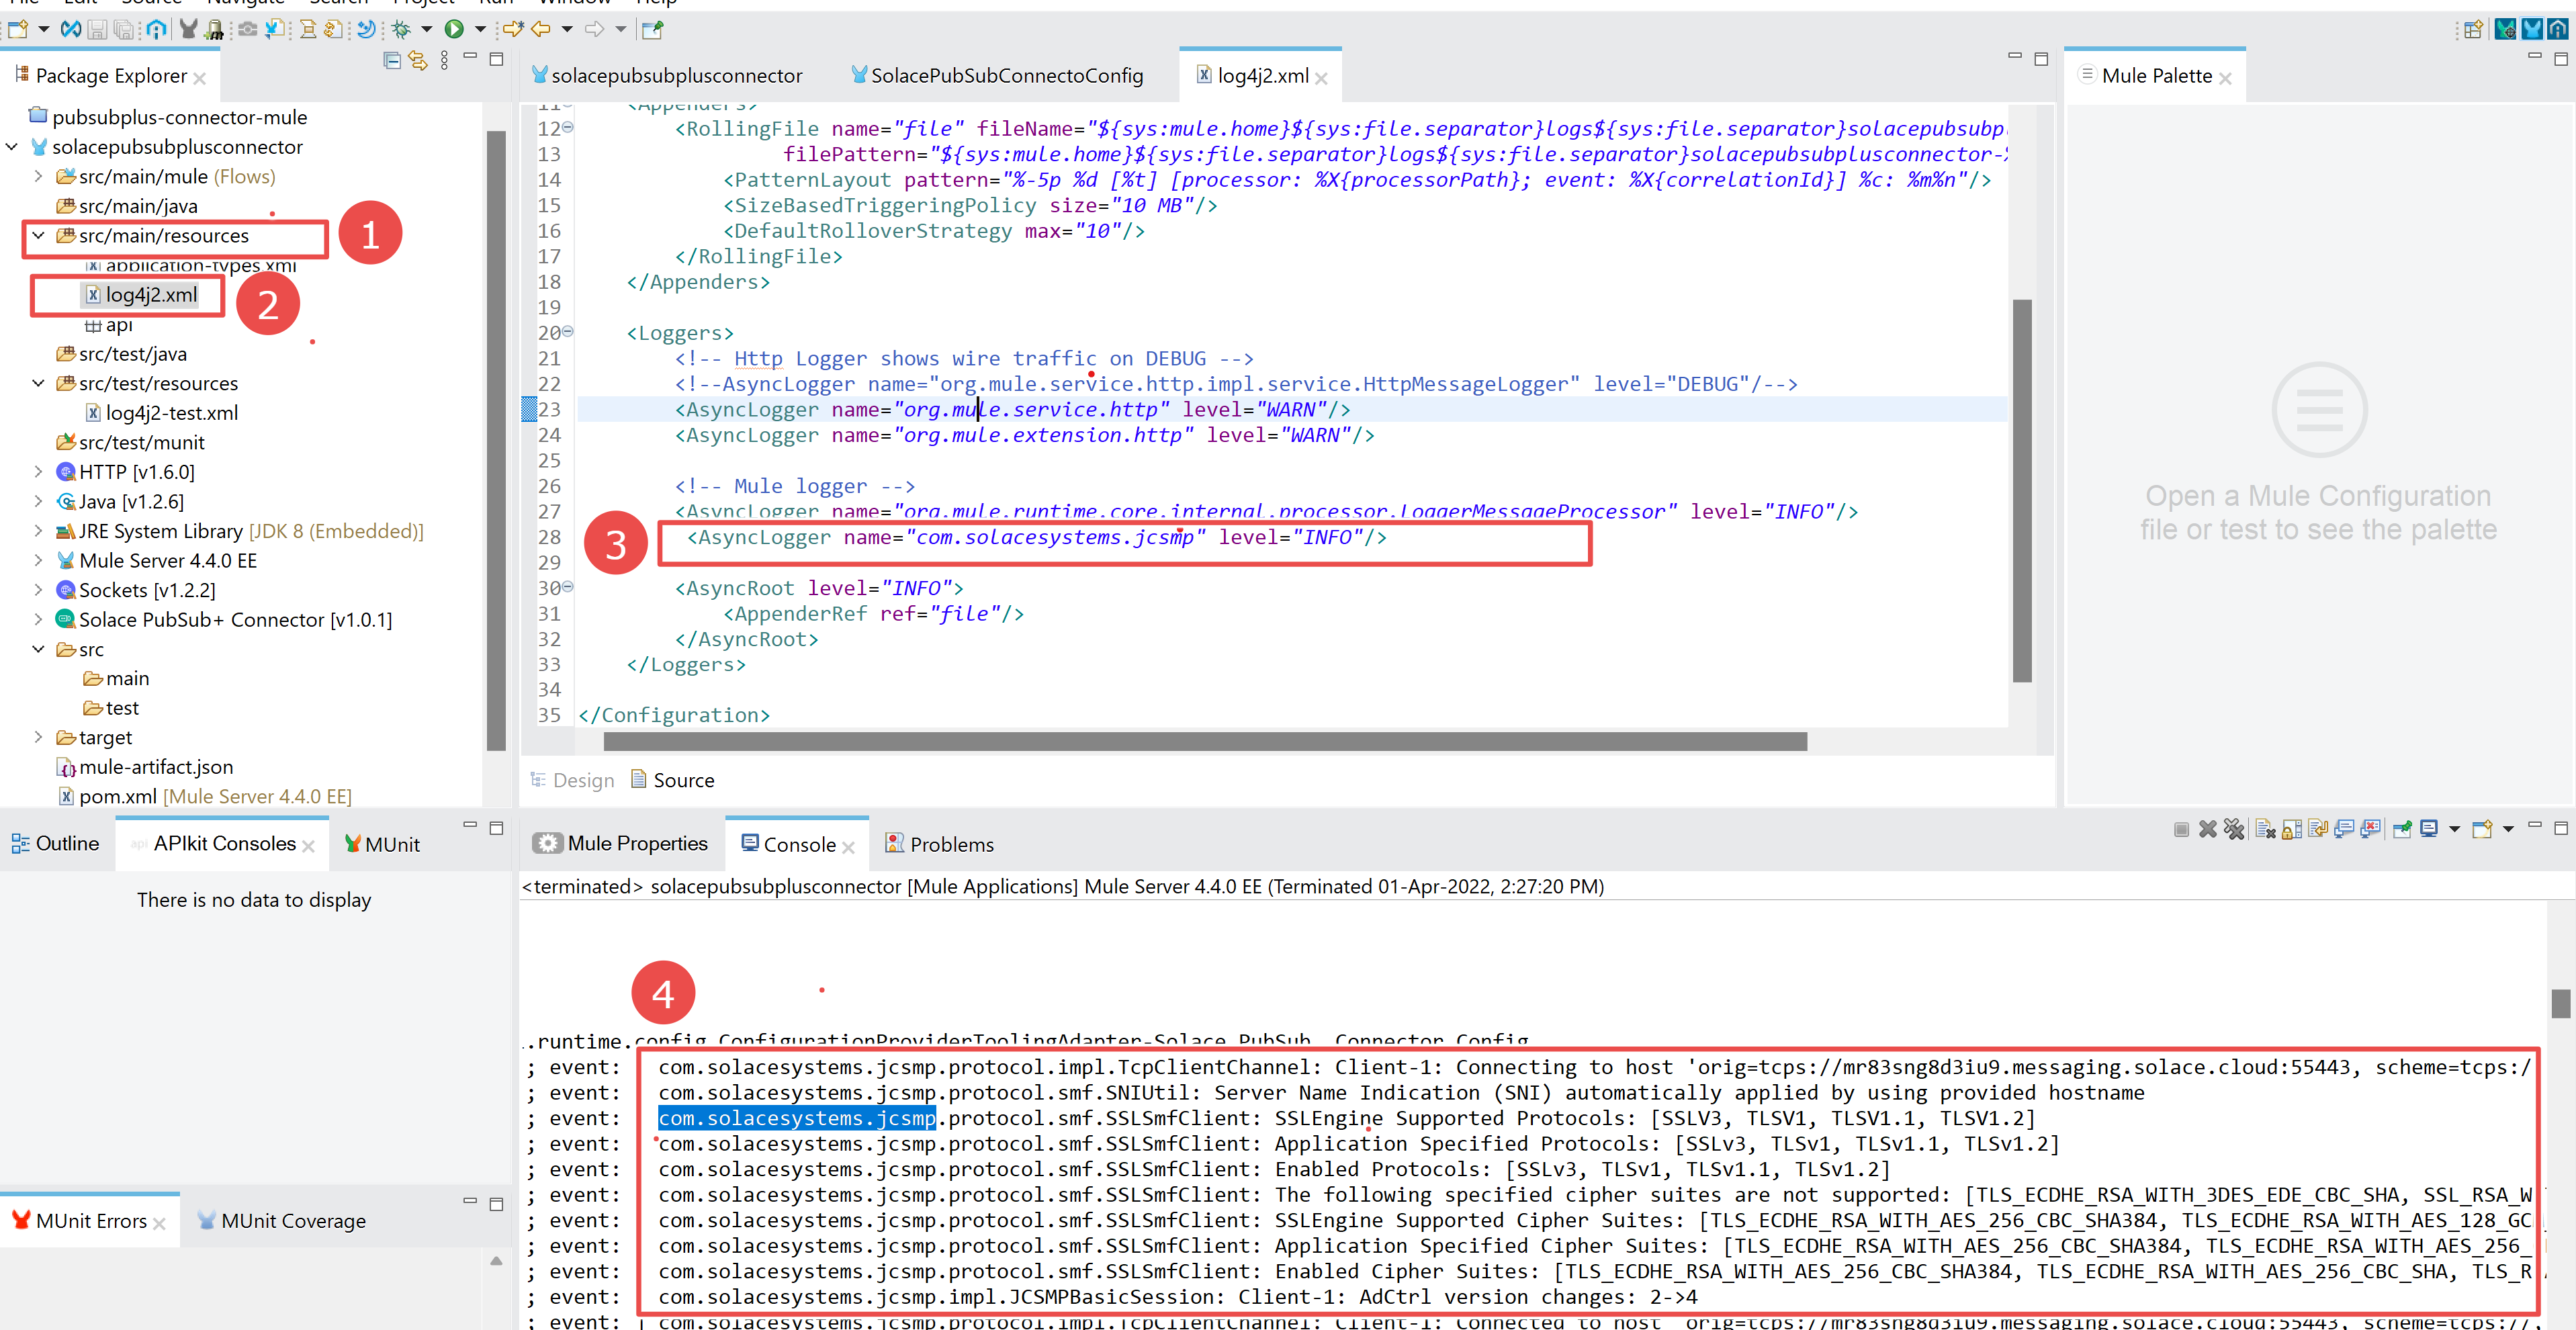 File Edit Source Navigate Search Project Run Window Help
Package Explorer
pubsubplus-connector-mule
solacepubsubplusconnector
src/main/mule (Flows)
src/main/java
src/main/resources
1
application-types.xml
log4j2.xml
2
api
src/test/java
src/test/resources
log4j2-test.xml
src/test/munit
HTTP [v1.6.0]
Java [v1.2.6]
JRE System Library [JDK 8 (Embedded)]
Mule Server 4.4.0 EE
Sockets [v1.2.2]
Solace PubSub+ Connector [v1.0.1]
src
main
test
target
mule-artifact.json
pom.xml [Mule Server 4.4.0 EE]
solacepubsubplusconnector
SolacePubSubConnectoConfig
log4j2.xml
11 <Appenders>
12 <RollingFile name="file" fileName="${sys:mule.home}${sys:file.separator}logs${sys:file.separator}solacepubsubpl
13 filePattern="${sys:mule.home}${sys:file.separator}logs${sys:file.separator}solacepubsubplusconnector-%
14 <PatternLayout pattern="%-5p %d [%t] [processor: %X{processorPath}; event: %X{correlationId}] %c: %m%n"/>
15 <SizeBasedTriggeringPolicy size="10 MB"/>
16 <DefaultRolloverStrategy max="10"/>
17 </RollingFile>
18 </Appenders>
19
20 <Loggers>
21 <!-- Http Logger shows wire traffic on DEBUG -->
22 <!--AsyncLogger name="org.mule.service.http.impl.service.HttpMessageLogger" level="DEBUG"/-->
23 <AsyncLogger name="org.mule.service.http" level="WARN"/>
24 <AsyncLogger name="org.mule.extension.http" level="WARN"/>
25
26 <!-- Mule logger -->
27 <AsyncLogger name="org.mule.runtime.core.internal.processor.LoggerMessageProcessor" level="INFO"/>
3
28 <AsyncLogger name="com.solacesystems.jcsmp" level="INFO"/>
29
30 <AsyncRoot level="INFO">
31 <AppenderRef ref="file"/>
32 </AsyncRoot>
33 </Loggers>
34
35 </Configuration>
Design Source
Mule Palette
Open a Mule Configuration
file or test to see the palette
Outline
api APIkit Consoles
MUnit
There is no data to display
MUnit Errors
MUnit Coverage
Mule Properties
Console
Problems
<terminated> solacepubsubplusconnector [Mule Applications] Mule Server 4.4.0 EE (Terminated 01-Apr-2022, 2:27:20 PM)
4
.runtime.config.ConfigurationProviderToolingAdapter-Solace_PubSub__Connector_Config
; event: com.solacesystems.jcsmp.protocol.impl.TcpClientChannel: Client-1: Connecting to host 'orig=tcps://mr83sng8d3iu9.messaging.solace.cloud:55443, scheme=tcps:/
; event: com.solacesystems.jcsmp.protocol.smf.SNIUtil: Server Name Indication (SNI) automatically applied by using provided hostname
; event: com.solacesystems.jcsmp.protocol.smf.SSLSmfClient: SSLEngine Supported Protocols: [SSLV3, TLSV1, TLSV1.1, TLSV1.2]
; event: com.solacesystems.jcsmp.protocol.smf.SSLSmfClient: Application Specified Protocols: [SSLv3, TLSv1, TLSv1.1, TLSv1.2]
; event: com.solacesystems.jcsmp.protocol.smf.SSLSmfClient: Enabled Protocols: [SSLv3, TLSv1, TLSv1.1, TLSv1.2]
; event: com.solacesystems.jcsmp.protocol.smf.SSLSmfClient: The following specified cipher suites are not supported: [TLS_ECDHE_RSA_WITH_3DES_EDE_CBC_SHA, SSL_RSA_W
; event: com.solacesystems.jcsmp.protocol.smf.SSLSmfClient: SSLEngine Supported Cipher Suites: [TLS_ECDHE_RSA_WITH_AES_256_CBC_SHA384, TLS_ECDHE_RSA_WITH_AES_128_GC
; event: com.solacesystems.jcsmp.protocol.smf.SSLSmfClient: Application Specified Cipher Suites: [TLS_ECDHE_RSA_WITH_AES_256_CBC_SHA384, TLS_ECDHE_RSA_WITH_AES_256_
; event: com.solacesystems.jcsmp.protocol.smf.SSLSmfClient: Enabled Cipher Suites: [TLS_ECDHE_RSA_WITH_AES_256_CBC_SHA384, TLS_ECDHE_RSA_WITH_AES_256_CBC_SHA, TLS_R
; event: com.solacesystems.jcsmp.impl.JCSMPBasicSession: Client-1: AdCtrl version changes: 2->4
; event: com.solacesystems.jcsmp.protocol.impl.TcpClientChannel: Client-1: Connected to host 'orig=tcps://mr83sng8d3iu9.messaging.solace.cloud:55443, scheme=tcps://,